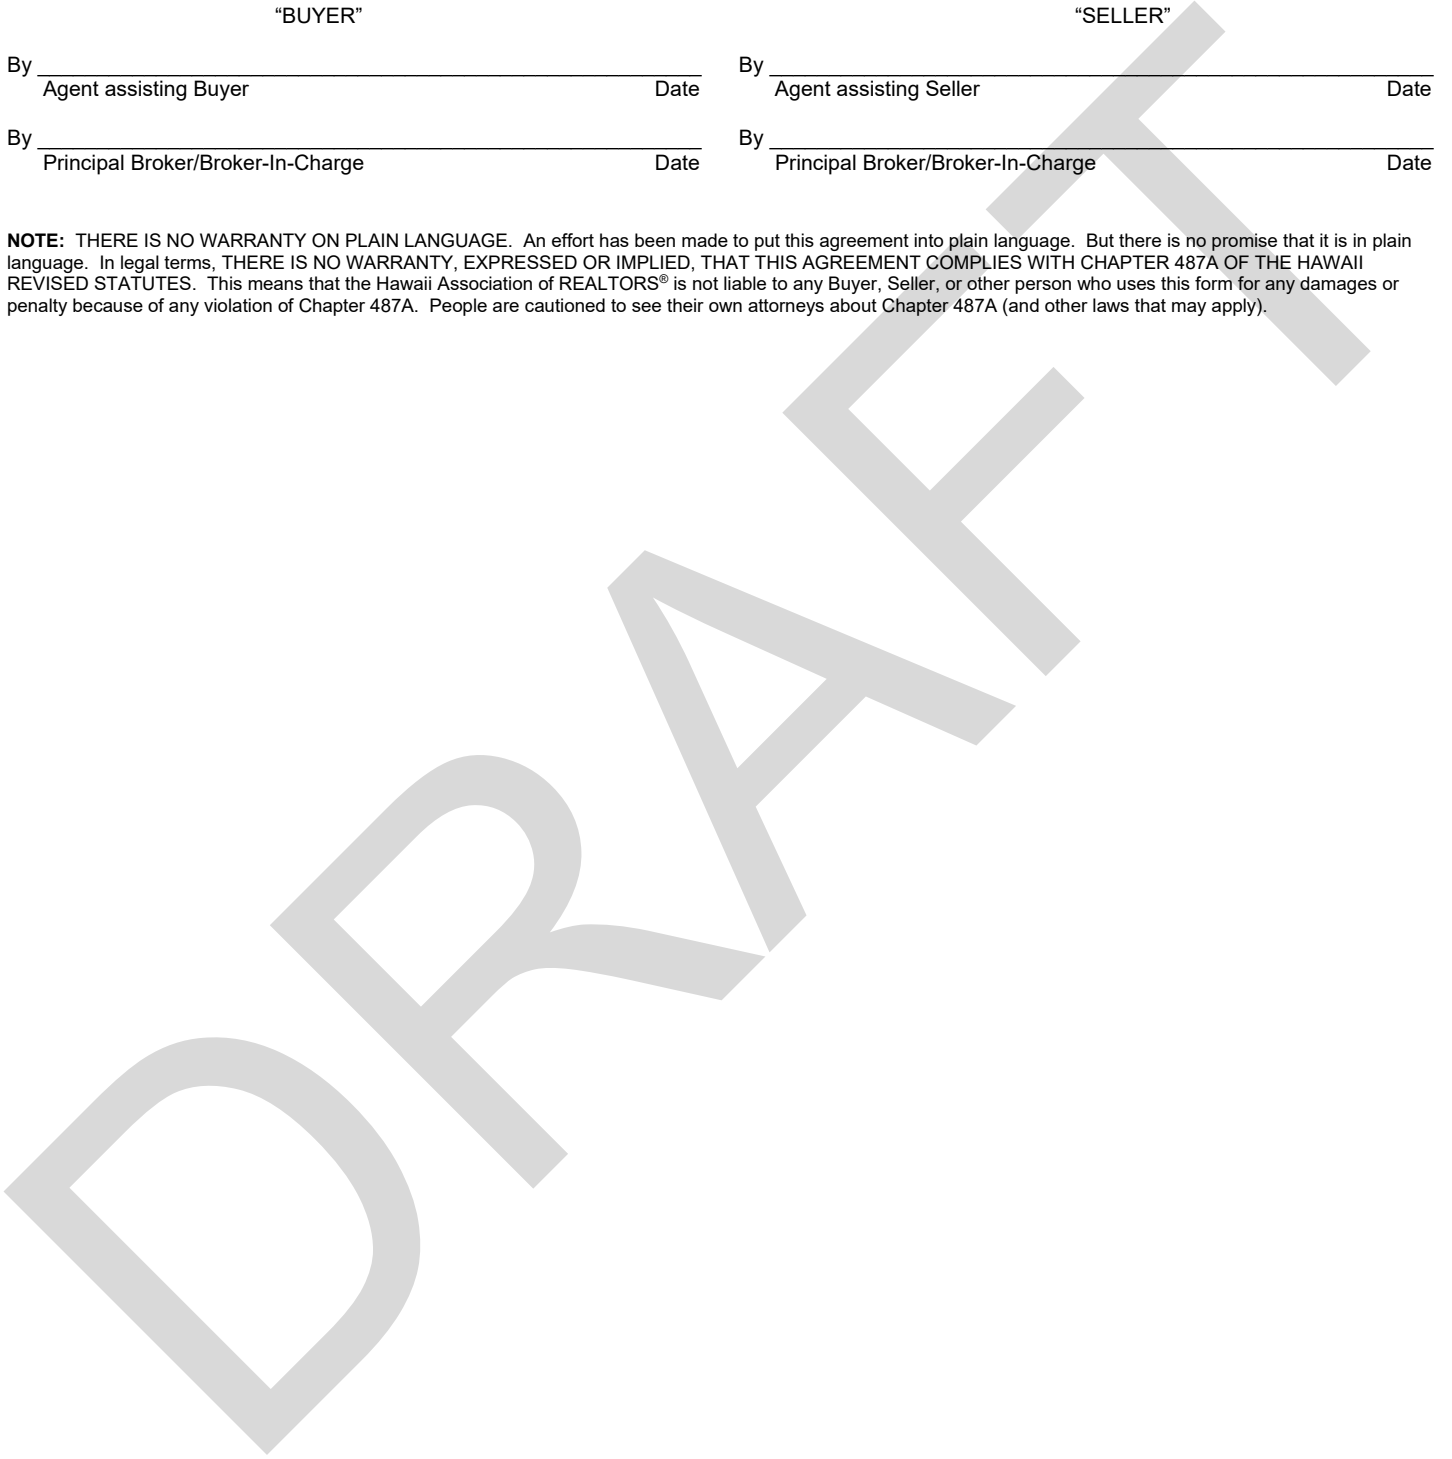 “BUYER” “SELLER”
By ______________________________ By ______________________________
Agent assisting Buyer Date Agent assisting Seller Date
By ______________________________ By ______________________________
Principal Broker/Broker-In-Charge Date Principal Broker/Broker-In-Charge Date
NOTE: THERE IS NO WARRANTY ON PLAIN LANGUAGE. An effort has been made to put this agreement into plain language. But there is no promise that it is in plain
language. In legal terms, THERE IS NO WARRANTY, EXPRESSED OR IMPLIED, THAT THIS AGREEMENT COMPLIES WITH CHAPTER 487A OF THE HAWAII
REVISED STATUTES. This means that the Hawaii Association of REALTORS® is not liable to any Buyer, Seller, or other person who uses this form for any damages or
penalty because of any violation of Chapter 487A. People are cautioned to see their own attorneys about Chapter 487A (and other laws that may apply).
DRAFT